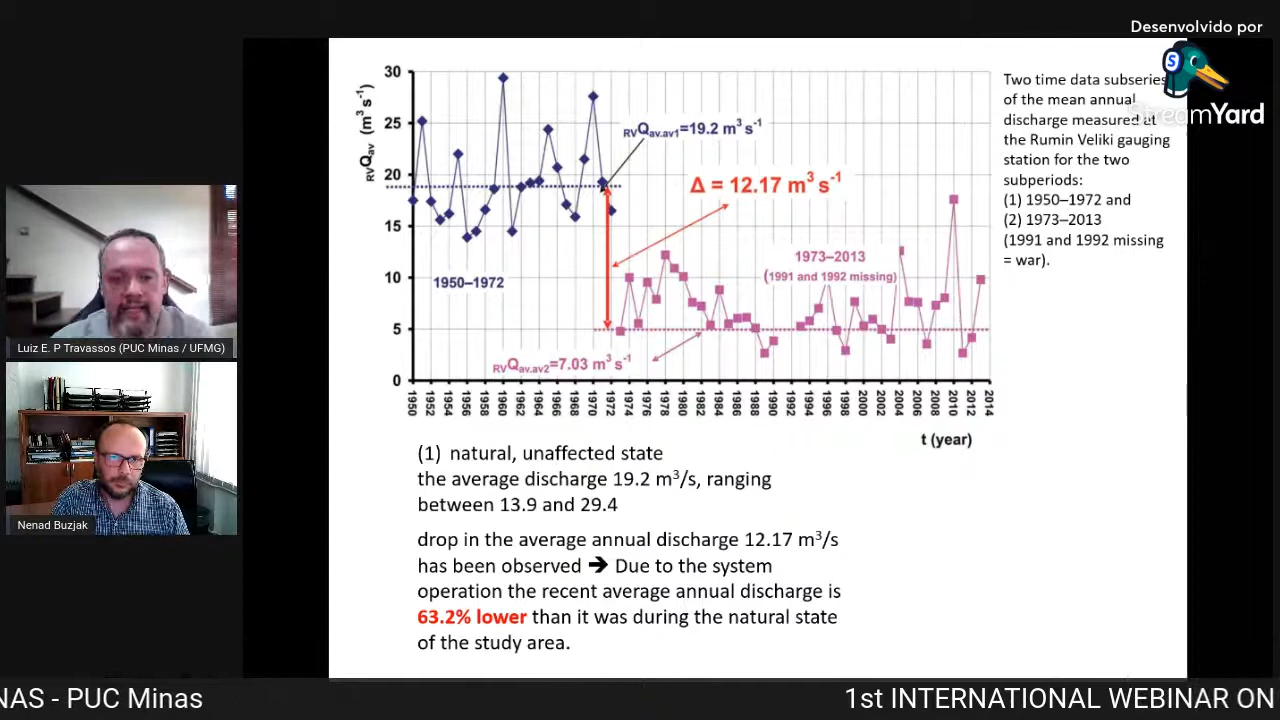 Desenvolvido por
StreamYard
30
25
20
15
10
5
0
RVQav (m³ s⁻¹)
RVQav.av1=19.2 m³ s⁻¹
Δ = 12.17 m³ s⁻¹
1950–1972
1973–2013
(1991 and 1992 missing)
RVQav.av2=7.03 m³ s⁻¹
1950 1952 1954 1956 1958 1960 1962 1964 1966 1968 1970 1972 1974 1976 1978 1980 1982 1984 1986 1988 1990 1992 1994 1996 1998 2000 2002 2004 2006 2008 2010 2012 2014
t (year)
Two time data subseries
of the mean annual
discharge measured at
the Rumin Veliki gauging
station for the two
subperiods:
(1) 1950–1972 and
(2) 1973–2013
(1991 and 1992 missing
= war).
(1) natural, unaffected state
the average discharge 19.2 m³/s, ranging
between 13.9 and 29.4
drop in the average annual discharge 12.17 m³/s
has been observed ➔ Due to the system
operation the recent average annual discharge is
63.2% lower than it was during the natural state
of the study area.
Luiz E. P Travassos (PUC Minas / UFMG)
Nenad Buzjak
NAS - PUC Minas
1st INTERNATIONAL WEBINAR ON